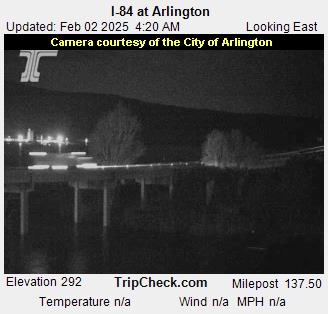 I-84 at Arlington
Updated: Feb 02 2025  4:20 AM    Looking East
Camera courtesy of the City of Arlington
Elevation 292    TripCheck.com    Milepost 137.50
Temperature n/a    Wind n/a  MPH n/a